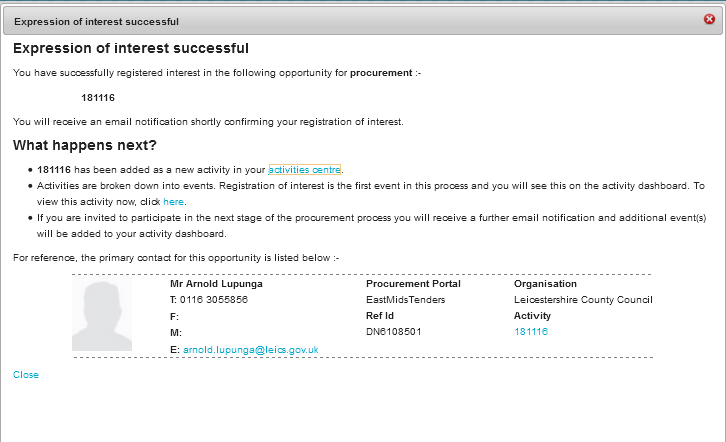 Expression of interest successful
Expression of interest successful
You have successfully registered interest in the following opportunity for procurement :-
181116
You will receive an email notification shortly confirming your registration of interest.
What happens next?
• 181116 has been added as a new activity in your activities centre.
• Activities are broken down into events. Registration of interest is the first event in this process and you will see this on the activity dashboard. To
view this activity now, click here.
• If you are invited to participate in the next stage of the procurement process you will receive a further email notification and additional event(s)
will be added to your activity dashboard.
For reference, the primary contact for this opportunity is listed below :-
Mr Arnold Lupunga
T: 0116 3055856
F:
M:
E: arnold.lupunga@leics.gov.uk
Procurement Portal
EastMidsTenders
Ref Id
DN6108501
Organisation
Leicestershire County Council
Activity
181116
Close